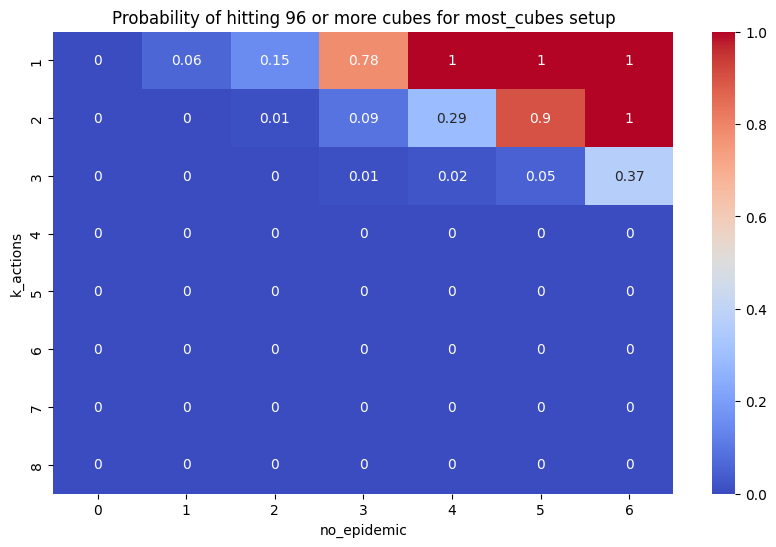 Probability of hitting 96 or more cubes for most_cubes setup
1 0 0.06 0.15 0.78 1 1 1
2 0 0 0.01 0.09 0.29 0.9 1
3 0 0 0 0.01 0.02 0.05 0.37
4 0 0 0 0 0 0 0
5 0 0 0 0 0 0 0
6 0 0 0 0 0 0 0
7 0 0 0 0 0 0 0
8 0 0 0 0 0 0 0
k_actions
0 1 2 3 4 5 6
no_epidemic
1.0
0.8
0.6
0.4
0.2
0.0